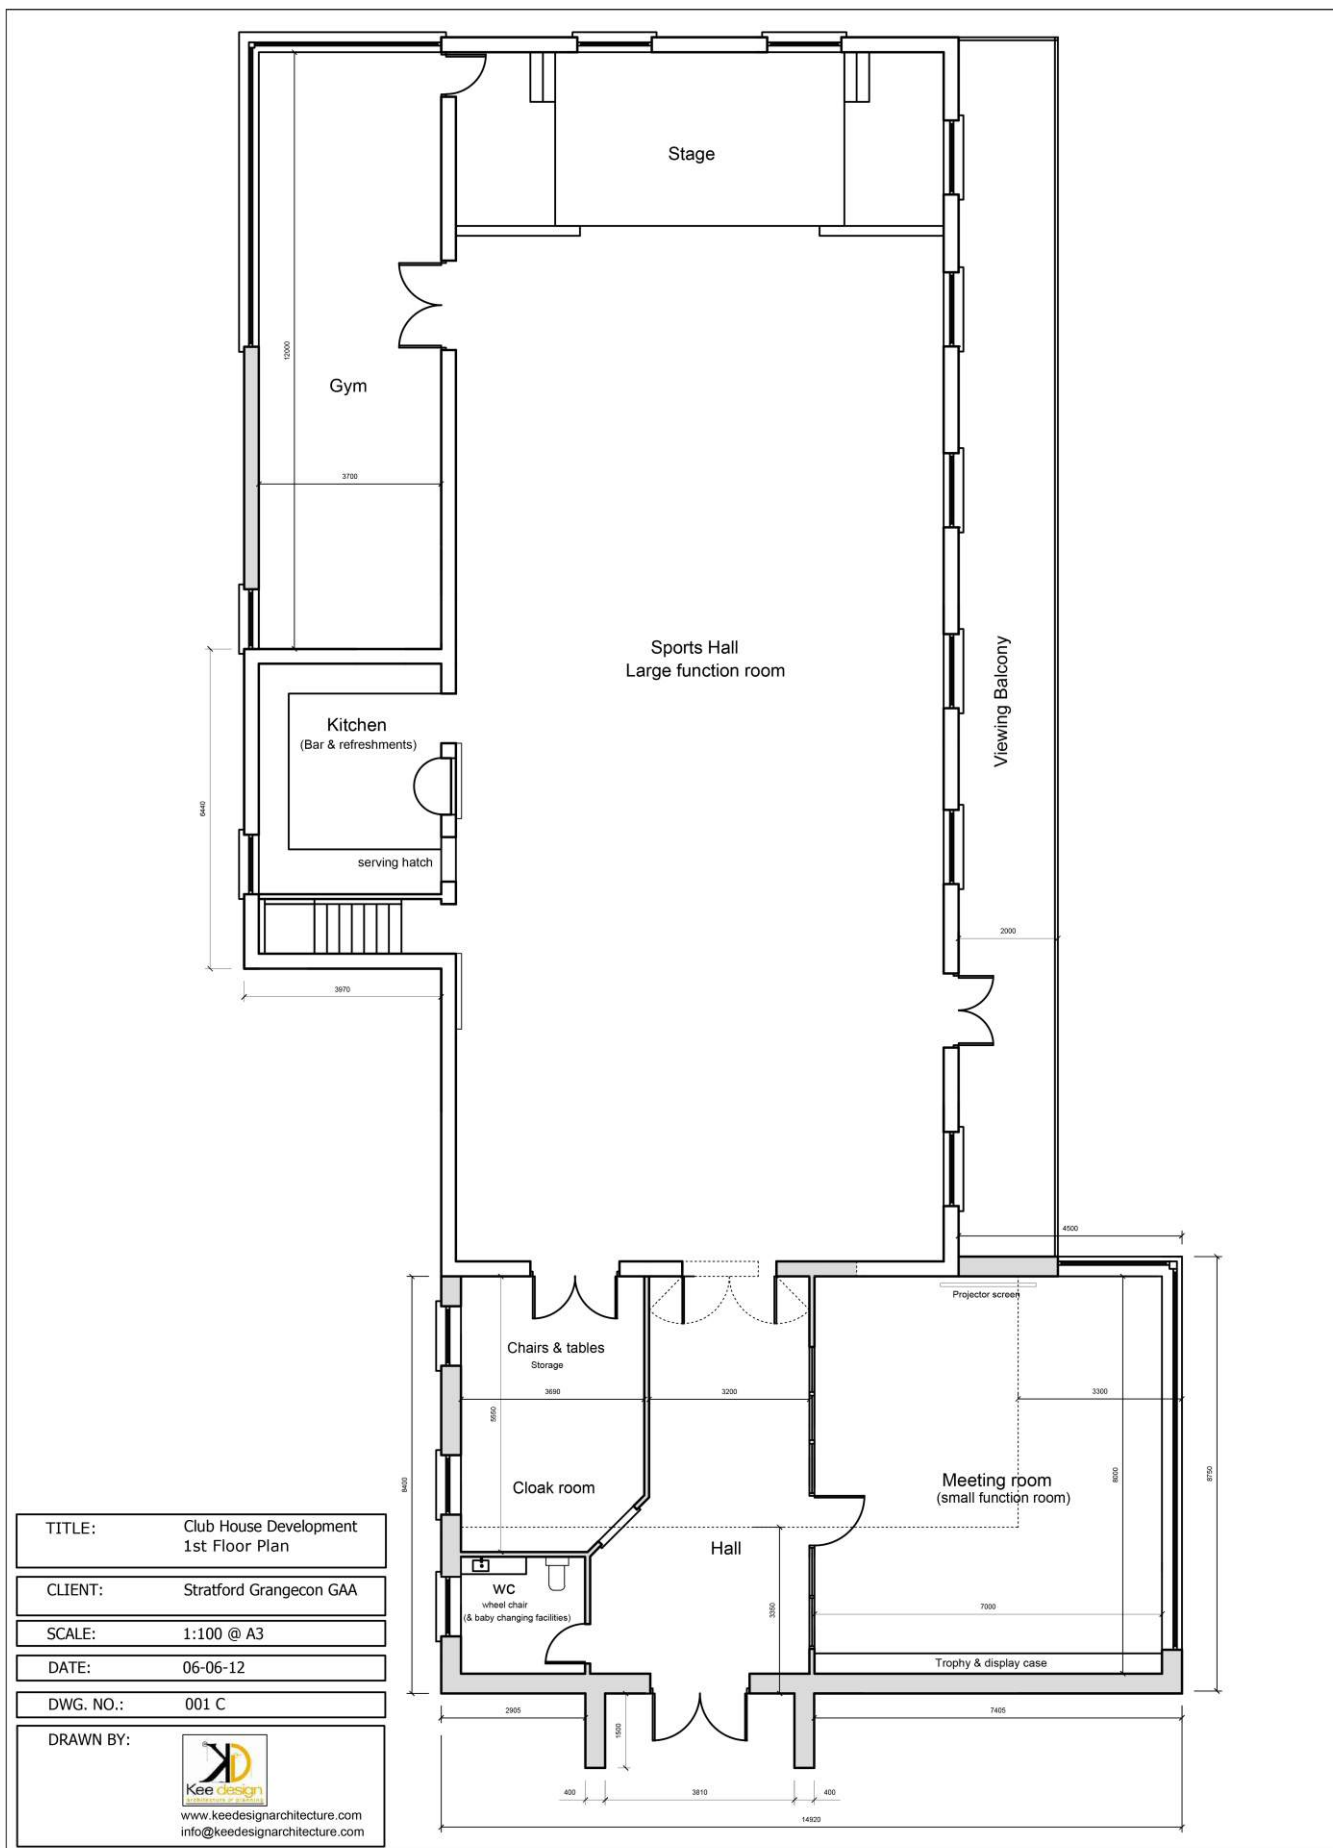 Stage
12000
Gym
3700
Sports Hall
Large function room
Viewing Balcony
Kitchen
(Bar & refreshments)
6440
serving hatch
2000
3970
4500
Projector screen
Chairs & tables
Storage
3690
3200
3300
5550
8400
8000
8750
Cloak room
Meeting room
(small function room)
Hall
WC
wheel chair
(& baby changing facilities)
3350
7000
Trophy & display case
2905
1500
7405
400
3810
400
14920
TITLE: Club House Development
1st Floor Plan
CLIENT: Stratford Grangecon GAA
SCALE: 1:100 @ A3
DATE: 06-06-12
DWG. NO.: 001 C
DRAWN BY:
KD
Kee design
architecture & planning
www.keedesignarchitecture.com
info@keedesignarchitecture.com